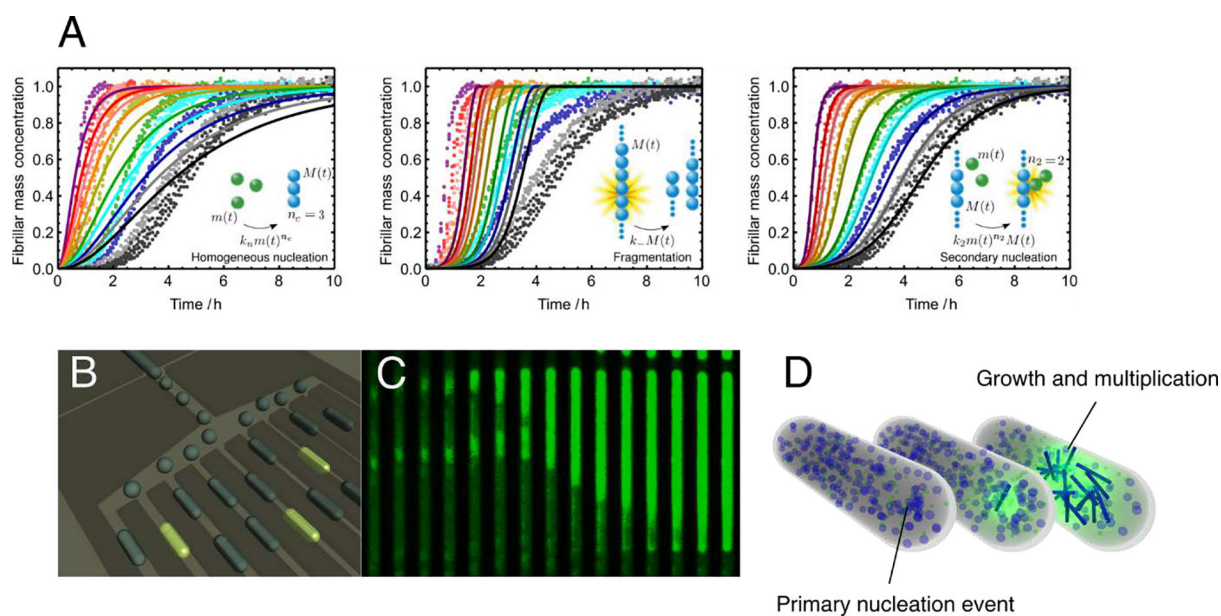 A
Fibrillar mass concentration
1.0
0.8
0.6
0.4
0.2
0.0
0 2 4 6 8 10
Time / h
M(t)
m(t)
n_c = 3
k_n m(t)^{n_c}
Homogeneous nucleation
Fibrillar mass concentration
1.0
0.8
0.6
0.4
0.2
0.0
0 2 4 6 8 10
Time / h
M(t)
k_−M(t)
Fragmentation
Fibrillar mass concentration
1.0
0.8
0.6
0.4
0.2
0.0
0 2 4 6 8 10
Time / h
m(t)
n_2 = 2
M(t)
k_2 m(t)^{n_2} M(t)
Secondary nucleation
B
C
D
Growth and multiplication
Primary nucleation event